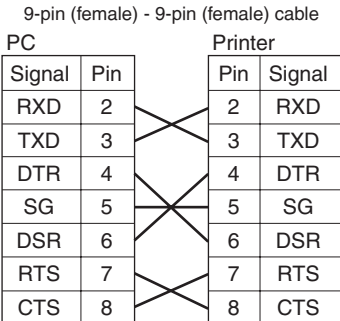 9-pin (female) - 9-pin (female) cable
PC Printer
Signal Pin Pin Signal
RXD 2 2 RXD
TXD 3 3 TXD
DTR 4 4 DTR
SG 5 5 SG
DSR 6 6 DSR
RTS 7 7 RTS
CTS 8 8 CTS